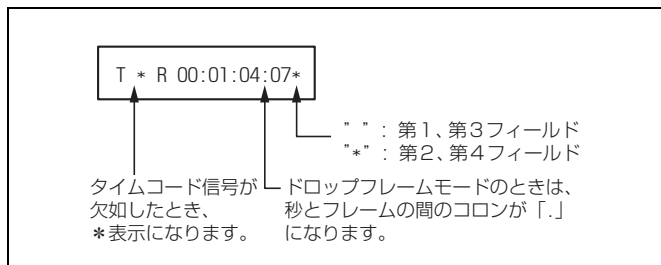 T * R 00:01:04:07*
" " : 第1、第3フィールド
"*" : 第2、第4フィールド
タイムコード信号が
欠如したとき、
＊表示になります。
ドロップフレームモードのときは、
秒とフレームの間のコロンが「.」
になります。